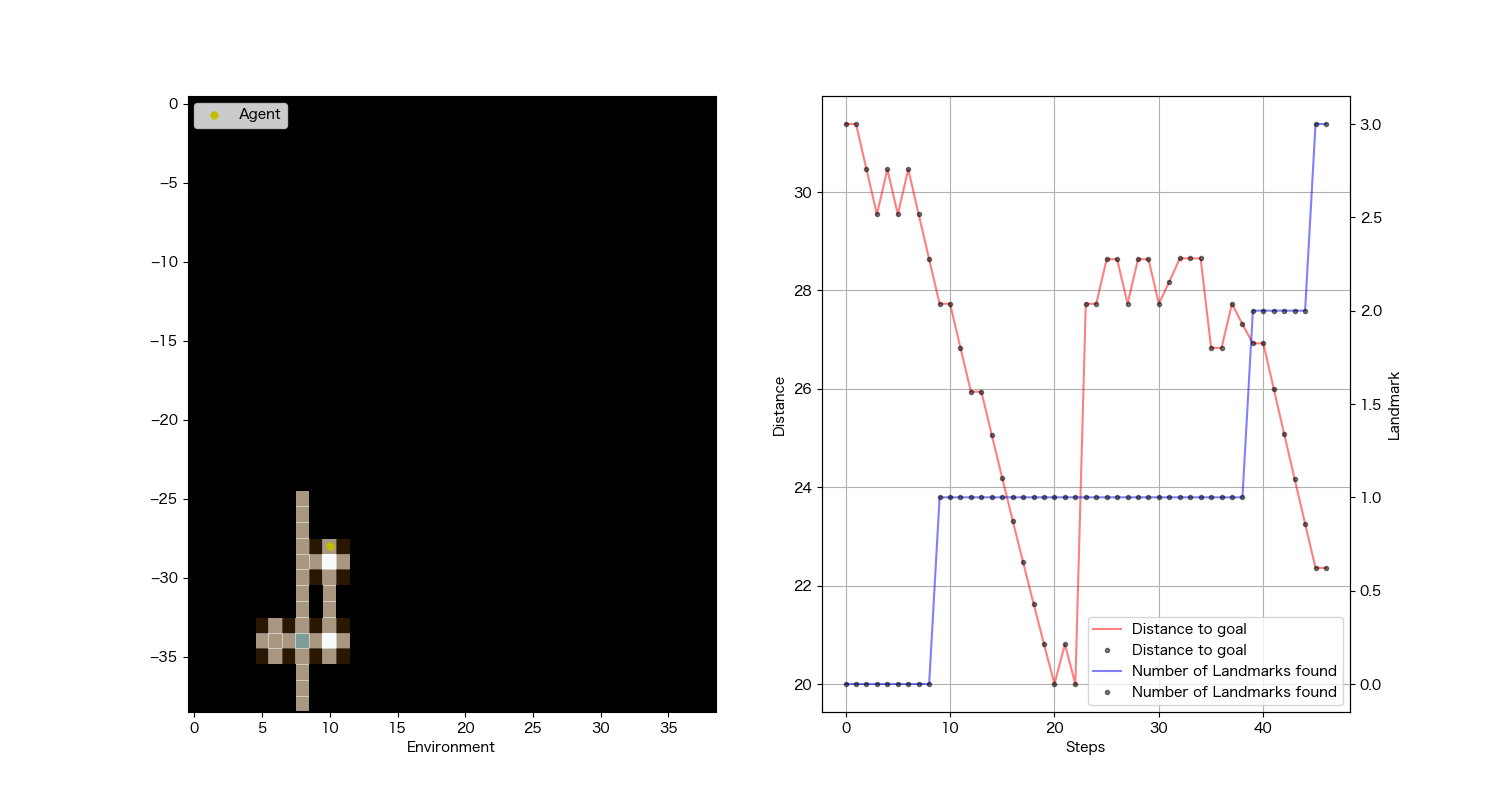 Agent
0
−5
−10
−15
−20
−25
−30
−35
0 5 10 15 20 25 30 35
Environment
Distance
30
28
26
24
22
20
0 10 20 30 40
Steps
3.0
2.5
2.0
1.5
1.0
0.5
0.0
Landmark
Distance to goal
Distance to goal
Number of Landmarks found
Number of Landmarks found